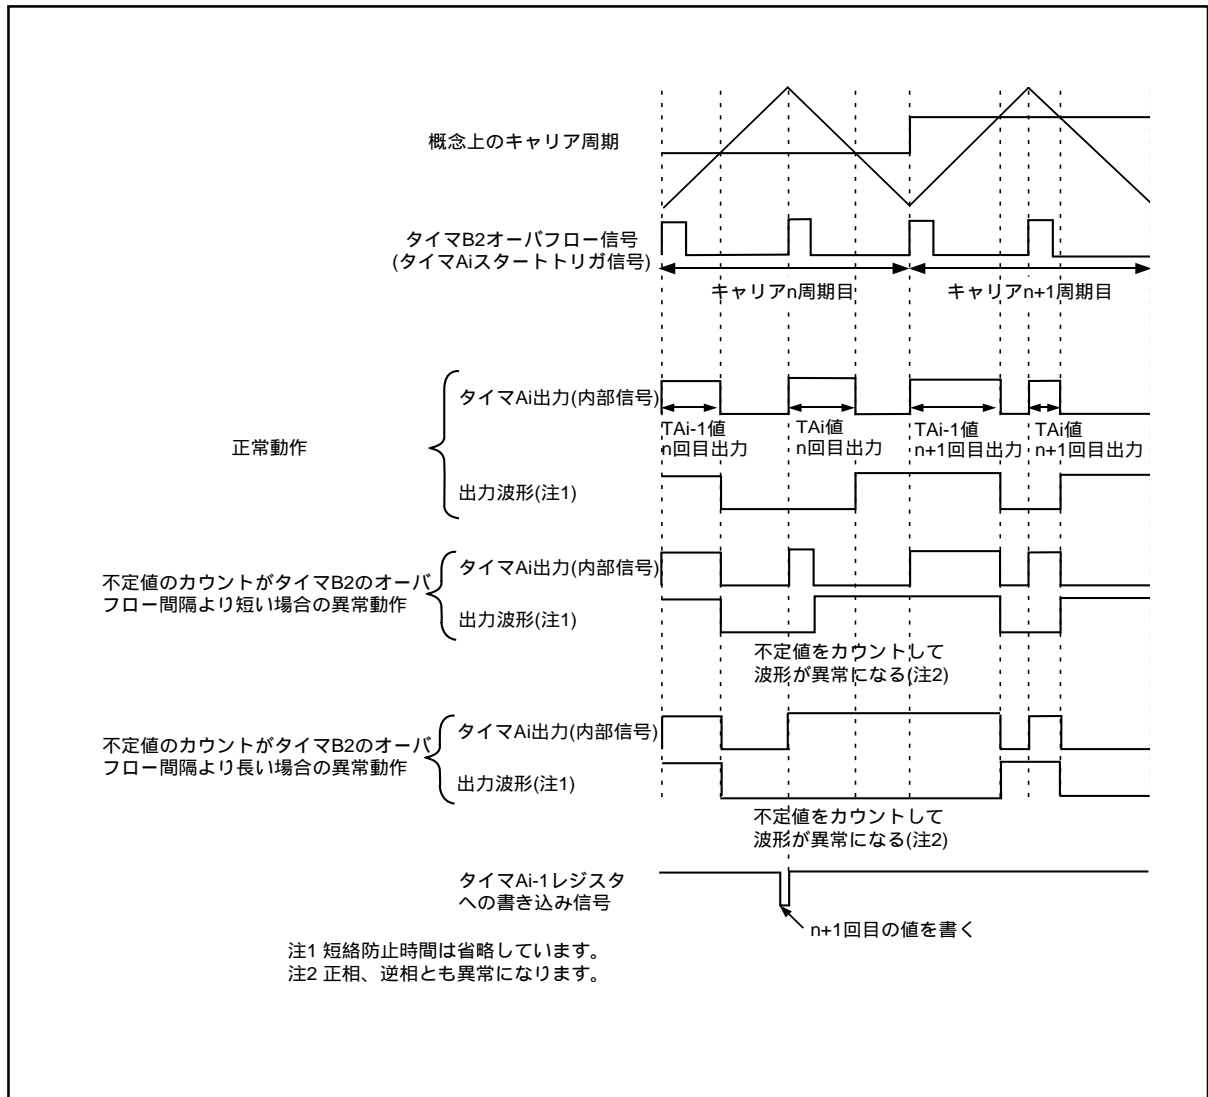 概念上のキャリア周期
タイマB2オーバフロー信号
(タイマAiスタートトリガ信号)
キャリアn周期目
キャリアn+1周期目
正常動作
タイマAi出力(内部信号)
TAi-1値
n回目出力
TAi値
n回目出力
TAi-1値
n+1回目出力
TAi値
n+1回目出力
出力波形(注1)
不定値のカウントがタイマB2のオーバ
フロー間隔より短い場合の異常動作
タイマAi出力(内部信号)
出力波形(注1)
不定値をカウントして
波形が異常になる(注2)
不定値のカウントがタイマB2のオーバ
フロー間隔より長い場合の異常動作
タイマAi出力(内部信号)
出力波形(注1)
不定値をカウントして
波形が異常になる(注2)
タイマAi-1レジスタ
への書き込み信号
n+1回目の値を書く
注1 短絡防止時間は省略しています。
注2 正相、逆相とも異常になります。